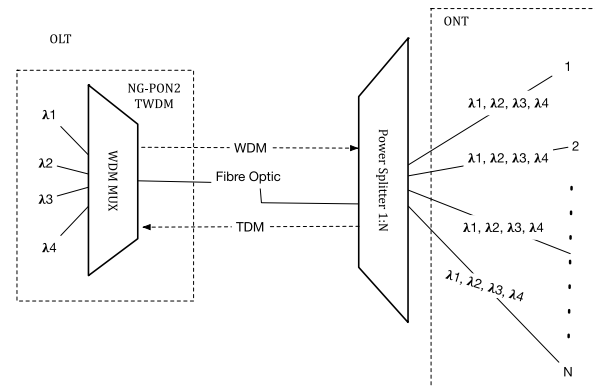 OLT
ONT
NG-PON2
TWDM
λ1
λ2
λ3
λ4
WDM MUX
WDM
Fibre Optic
TDM
Power Splitter 1:N
1
λ1, λ2, λ3, λ4
2
λ1, λ2, λ3, λ4
λ1, λ2, λ3, λ4
λ1, λ2, λ3, λ4
N